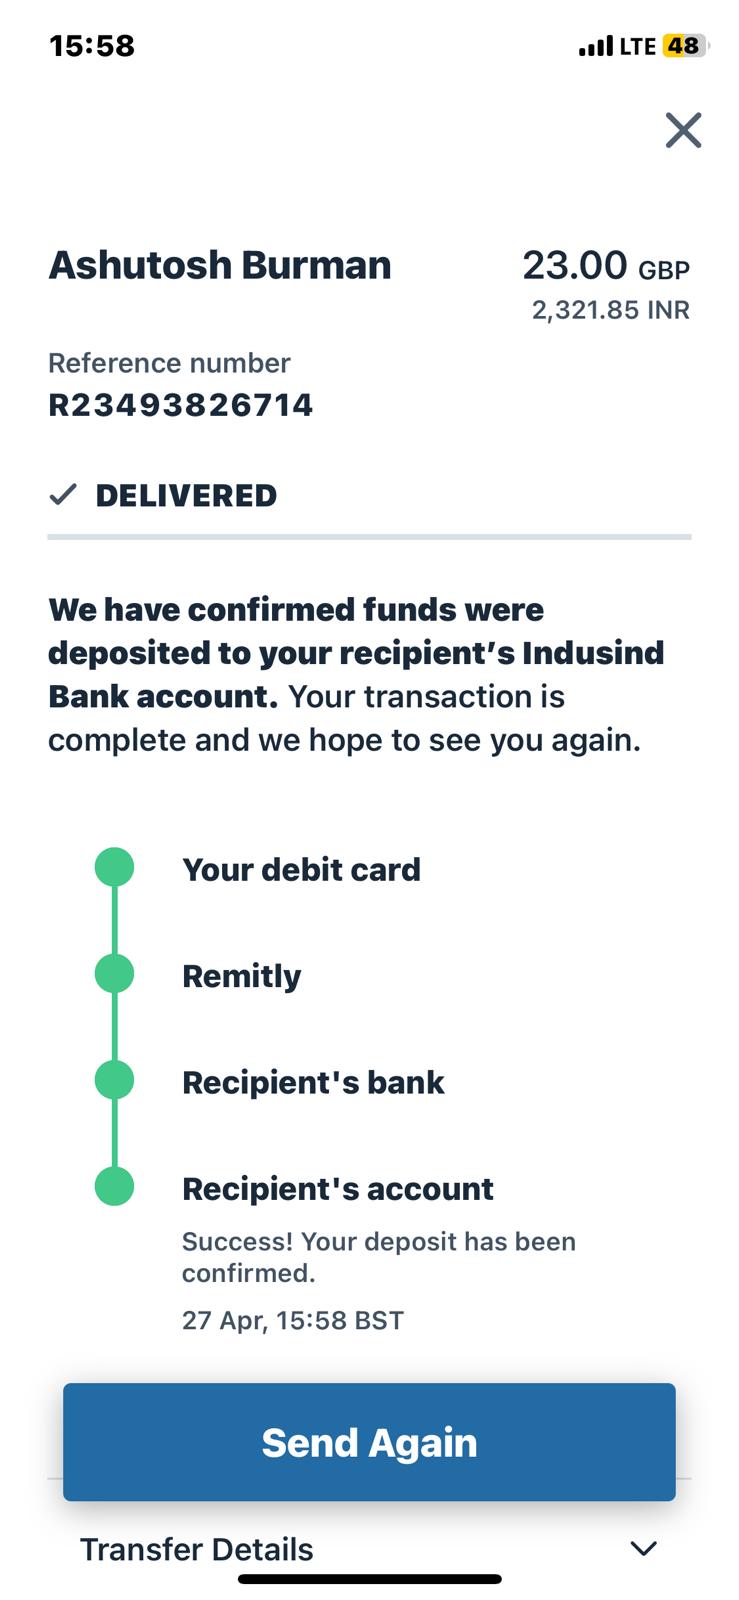 15:58
LTE 48
Ashutosh Burman
23.00 GBP
2,321.85 INR
Reference number
R23493826714
DELIVERED
We have confirmed funds were
deposited to your recipient’s Indusind
Bank account. Your transaction is
complete and we hope to see you again.
Your debit card
Remitly
Recipient's bank
Recipient's account
Success! Your deposit has been
confirmed.
27 Apr, 15:58 BST
Send Again
Transfer Details